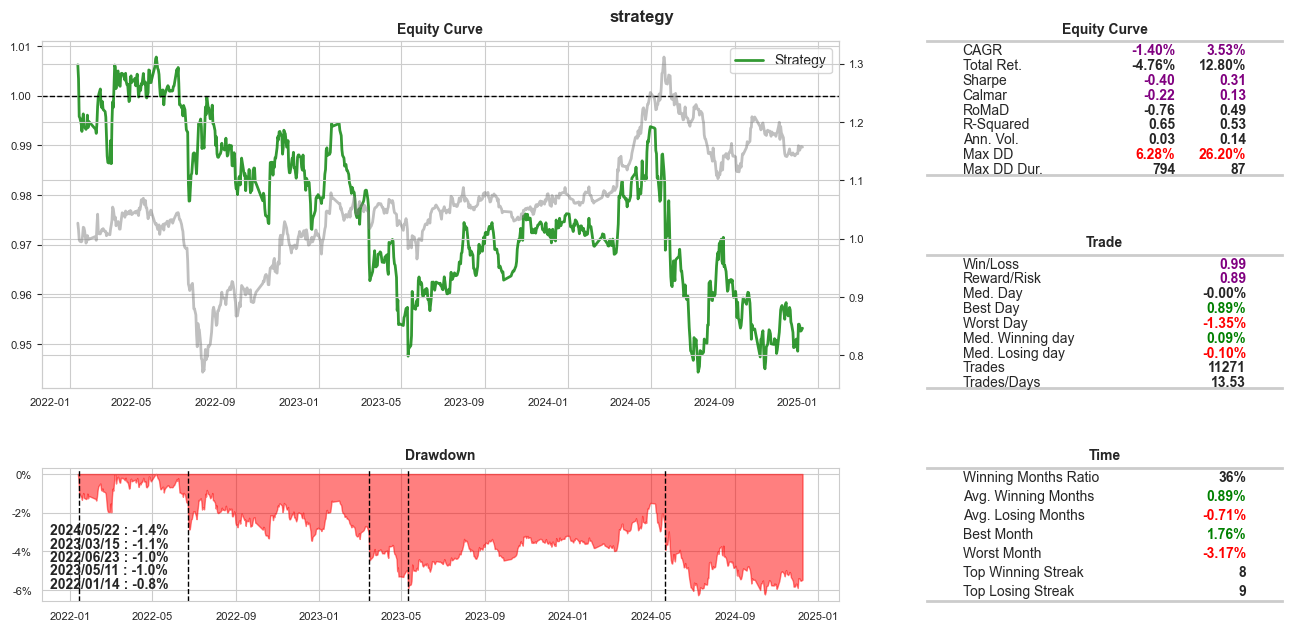 strategy
Equity Curve
Strategy
1.01
1.00
0.99
0.98
0.97
0.96
0.95
1.3
1.2
1.1
1.0
0.9
0.8
2022-01 2022-05 2022-09 2023-01 2023-05 2023-09 2024-01 2024-05 2024-09 2025-01
Equity Curve
CAGR -1.40% 3.53%
Total Ret. -4.76% 12.80%
Sharpe -0.40 0.31
Calmar -0.22 0.13
RoMaD -0.76 0.49
R-Squared 0.65 0.53
Ann. Vol. 0.03 0.14
Max DD 6.28% 26.20%
Max DD Dur. 794 87
Trade
Win/Loss 0.99
Reward/Risk 0.89
Med. Day -0.00%
Best Day 0.89%
Worst Day -1.35%
Med. Winning day 0.09%
Med. Losing day -0.10%
Trades 11271
Trades/Days 13.53
Drawdown
0%
-2%
-4%
-6%
2024/05/22 : -1.4%
2023/03/15 : -1.1%
2022/06/23 : -1.0%
2023/05/11 : -1.0%
2022/01/14 : -0.8%
2022-01 2022-05 2022-09 2023-01 2023-05 2023-09 2024-01 2024-05 2024-09 2025-01
Time
Winning Months Ratio 36%
Avg. Winning Months 0.89%
Avg. Losing Months -0.71%
Best Month 1.76%
Worst Month -3.17%
Top Winning Streak 8
Top Losing Streak 9